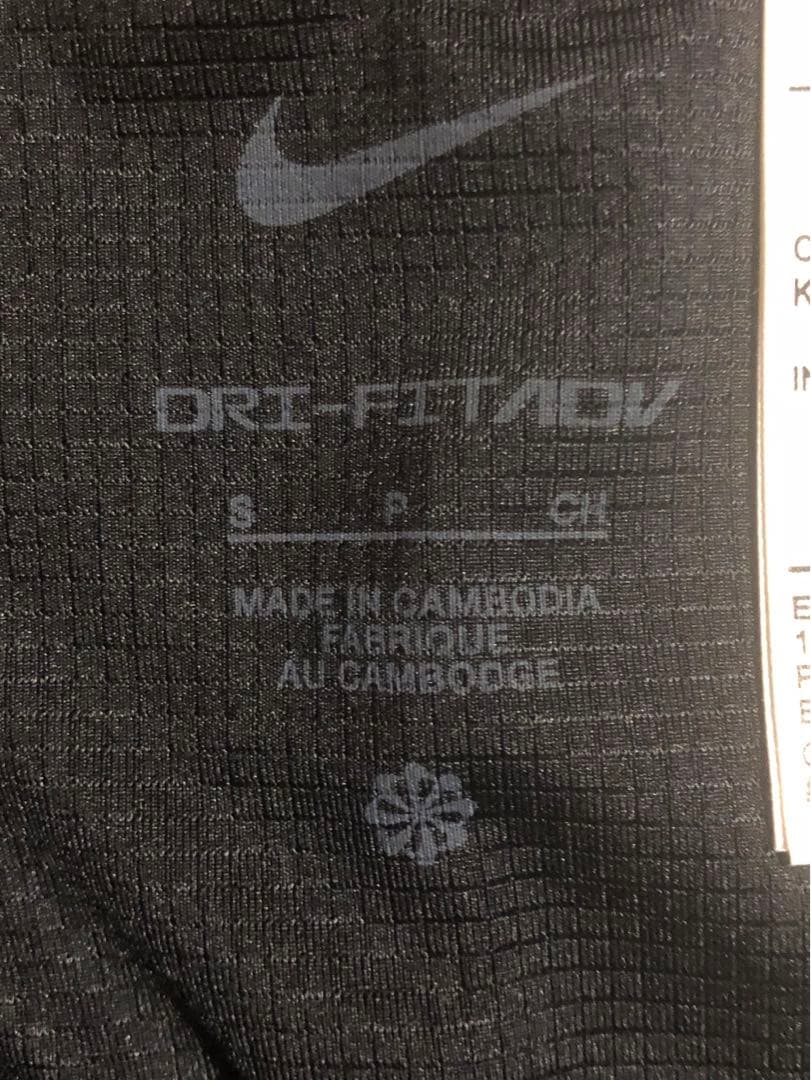 DRI-FIT ADV
S P CH
MADE IN CAMBODIA
FABRIQUE
AU CAMBODGE